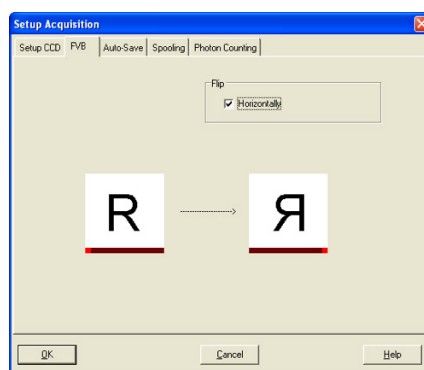 Setup Acquisition
Setup CCD FVB Auto-Save Spooling Photon Counting
Flip
Horizontally
R Я
OK Cancel Help